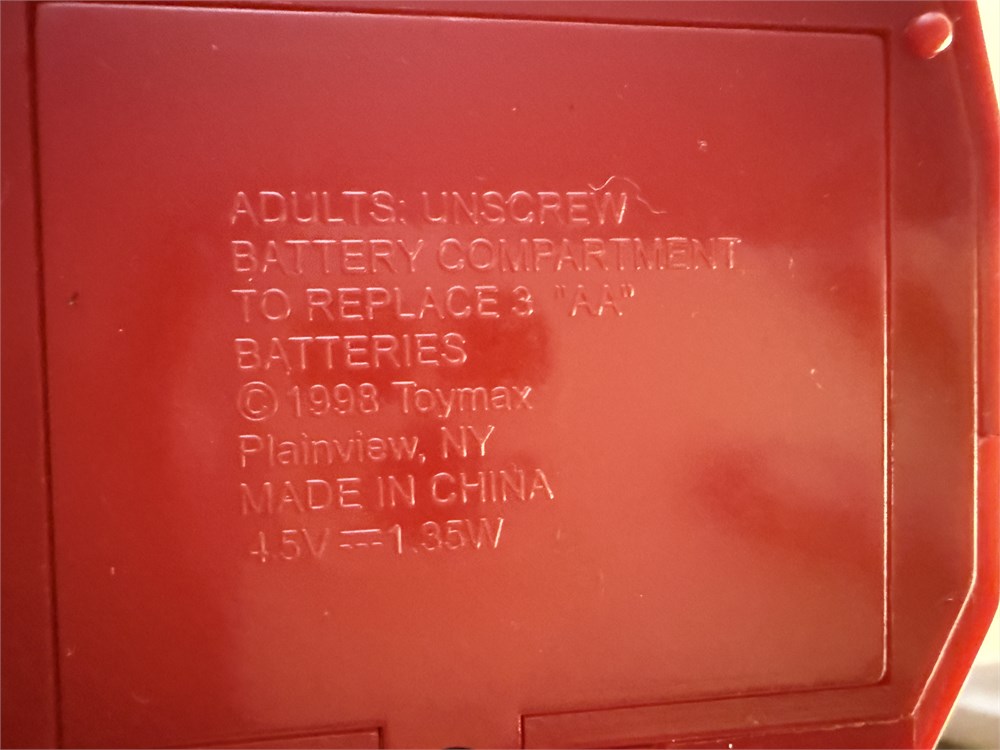 ADULTS: UNSCREW
BATTERY COMPARTMENT
TO REPLACE 3 "AA"
BATTERIES
© 1998 Toymax
Plainview, NY
MADE IN CHINA
4.5V ⎓ 1.35W